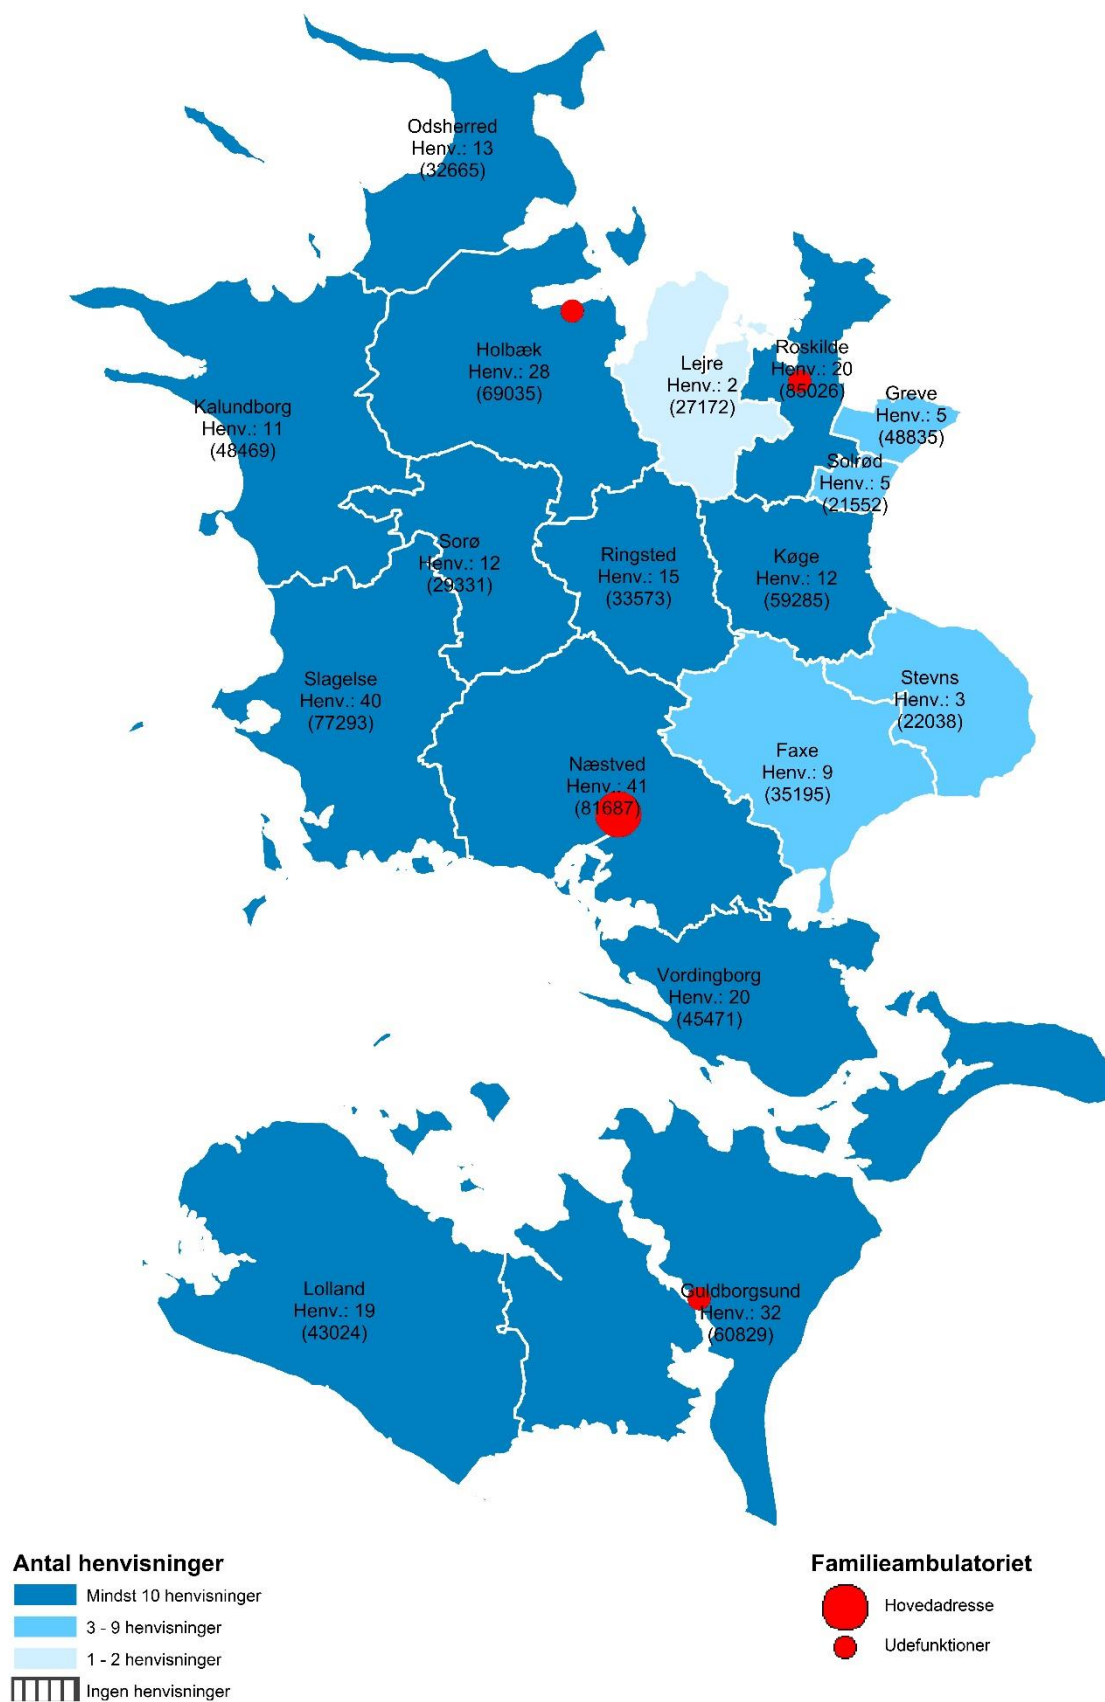 Odsherred
Henv.: 13
(32665)
Holbæk
Henv.: 28
(69035)
Lejre
Henv.: 2
(27172)
Roskilde
Henv.: 20
(85026)
Greve
Henv.: 5
(48835)
Kalundborg
Henv.: 11
(48469)
Solrød
Henv.: 5
(21552)
Sorø
Henv.: 12
(29331)
Ringsted
Henv.: 15
(33573)
Køge
Henv.: 12
(59285)
Slagelse
Henv.: 40
(77293)
Stevns
Henv.: 3
(22038)
Næstved
Henv.: 41
(81687)
Faxe
Henv.: 9
(35195)
Vordingborg
Henv.: 20
(45471)
Lolland
Henv.: 19
(43024)
Guldborgsund
Henv.: 32
(60829)
Antal henvisninger
Mindst 10 henvisninger
3 - 9 henvisninger
1 - 2 henvisninger
Ingen henvisninger
Familieambulatoriet
Hovedadresse
Udefunktioner